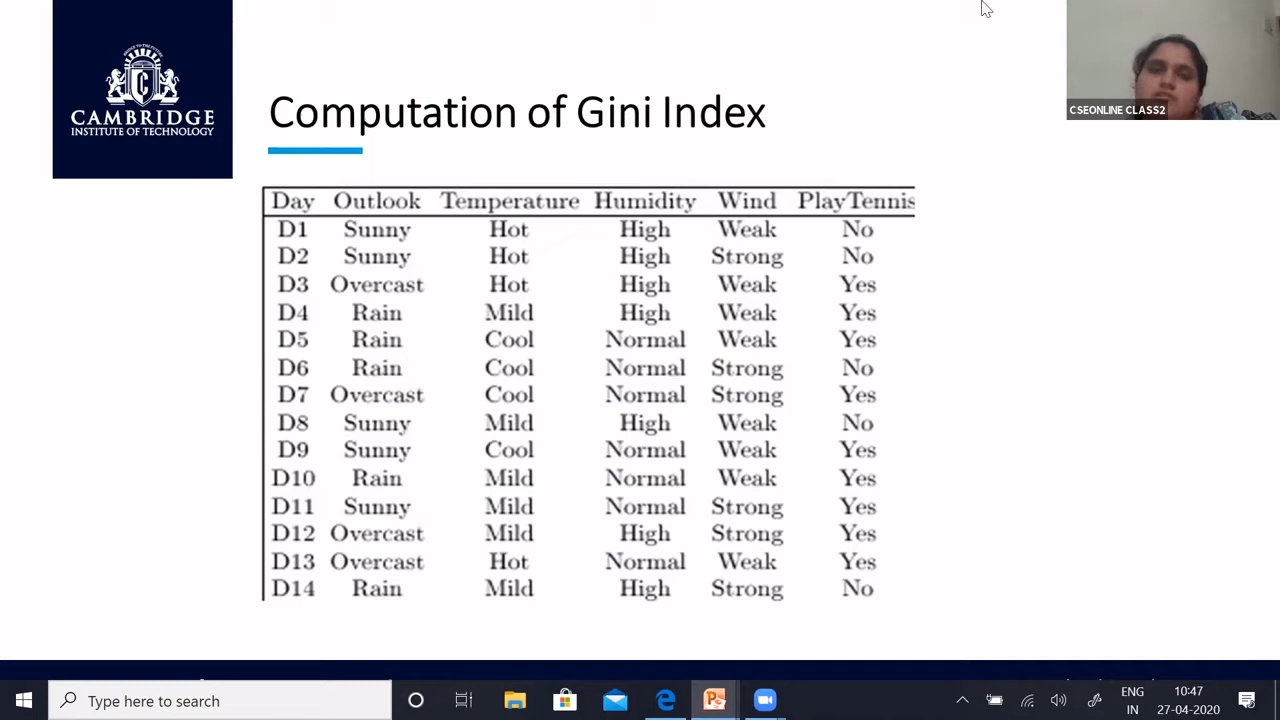 CAMBRIDGE
INSTITUTE OF TECHNOLOGY
CSEONLINE CLASS2
Computation of Gini Index
Day Outlook Temperature Humidity Wind PlayTennis
D1 Sunny Hot High Weak No
D2 Sunny Hot High Strong No
D3 Overcast Hot High Weak Yes
D4 Rain Mild High Weak Yes
D5 Rain Cool Normal Weak Yes
D6 Rain Cool Normal Strong No
D7 Overcast Cool Normal Strong Yes
D8 Sunny Mild High Weak No
D9 Sunny Cool Normal Weak Yes
D10 Rain Mild Normal Weak Yes
D11 Sunny Mild Normal Strong Yes
D12 Overcast Mild High Strong Yes
D13 Overcast Hot Normal Weak Yes
D14 Rain Mild High Strong No
Type here to search
ENG
IN
10:47
27-04-2020